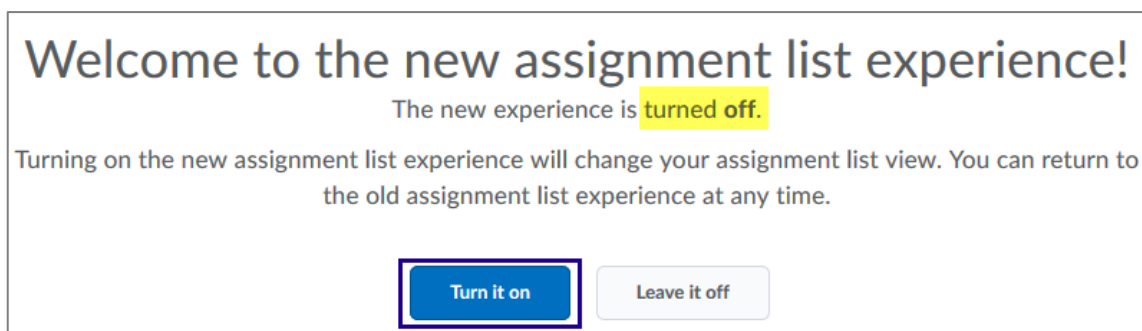 Welcome to the new assignment list experience!
The new experience is turned off.
Turning on the new assignment list experience will change your assignment list view. You can return to
the old assignment list experience at any time.
Turn it on
Leave it off